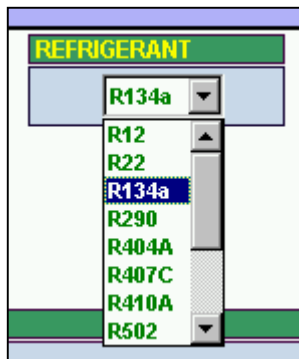 REFRIGERANT
R134a
R12
R22
R134a
R290
R404A
R407C
R410A
R502